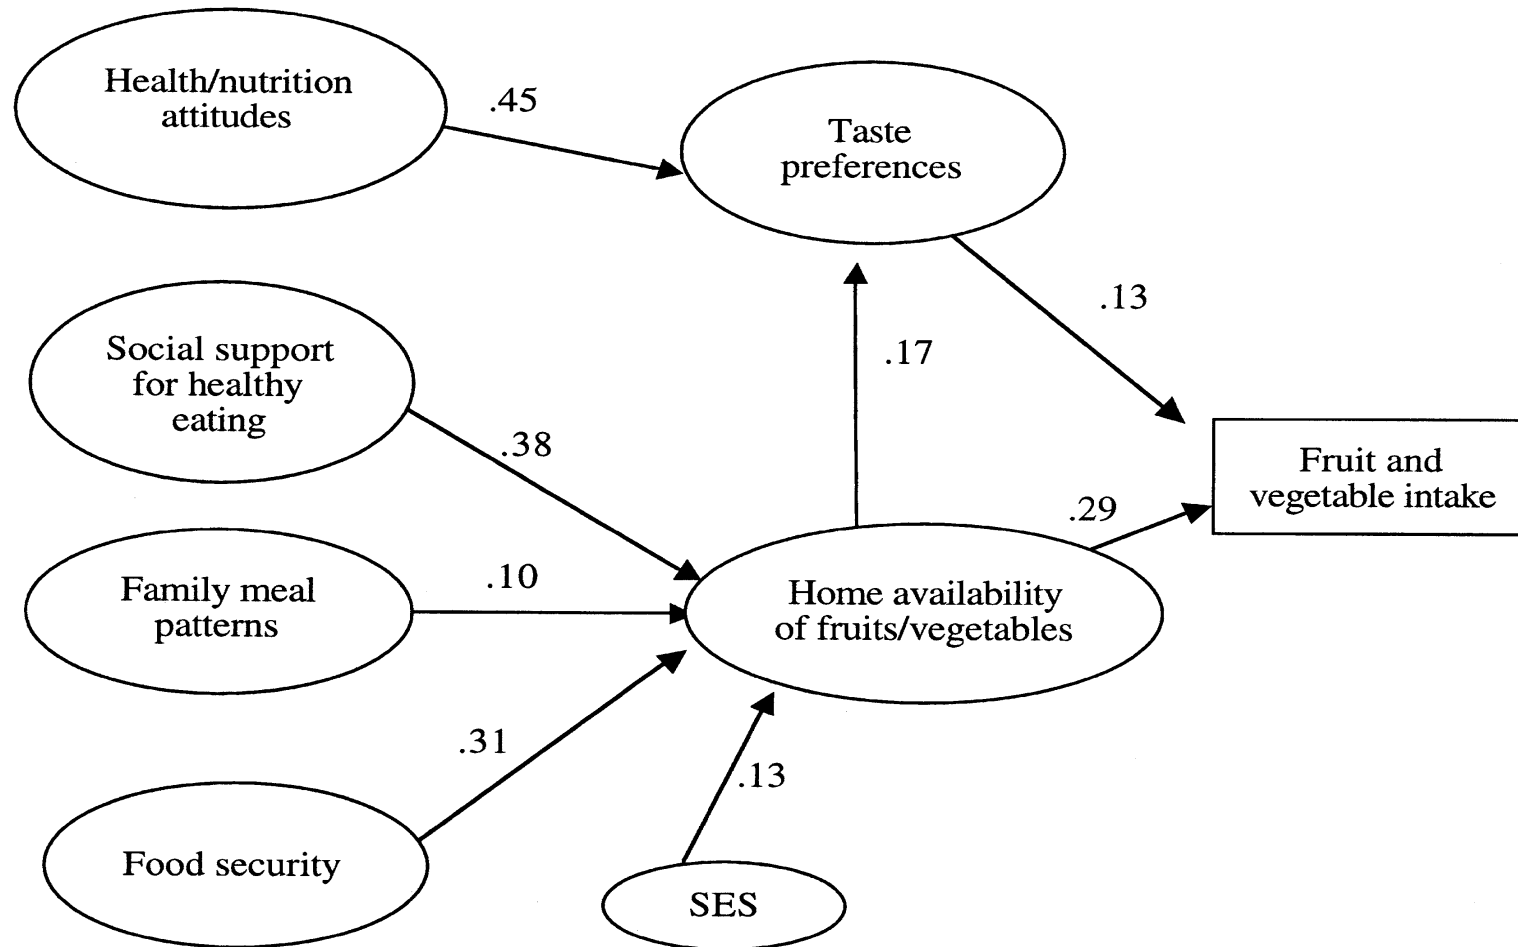 Health/nutrition
attitudes
.45
Taste
preferences
.13
.17
Social support
for healthy
eating
.38
Fruit and
vegetable intake
.29
Family meal
patterns
.10
Home availability
of fruits/vegetables
.31
.13
Food security
SES